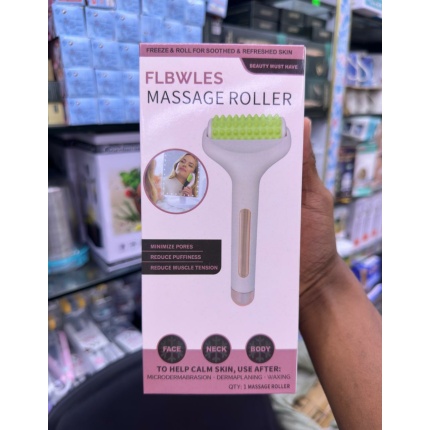 FREEZE & ROLL FOR SOOTHED & REFRESHED SKIN
BEAUTY MUST HAVE
FLBWLES
MASSAGE ROLLER
MINIMIZE PORES
REDUCE PUFFINESS
REDUCE MUSCLE TENSION
FACE
NECK
BODY
TO HELP CALM SKIN, USE AFTER:
MICRODERMABRASION · DERMAPLANING · WAXING
QTY: 1 MASSAGE ROLLER